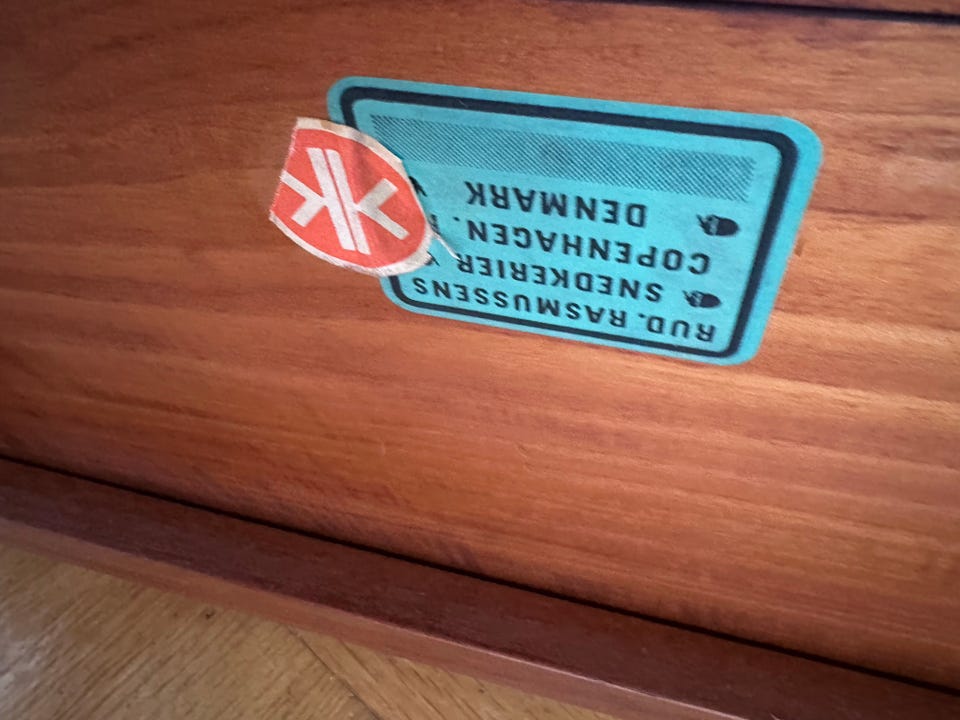 RUD. RASMUSSENS
SNEDKERIER
COPENHAGEN.
DENMARK